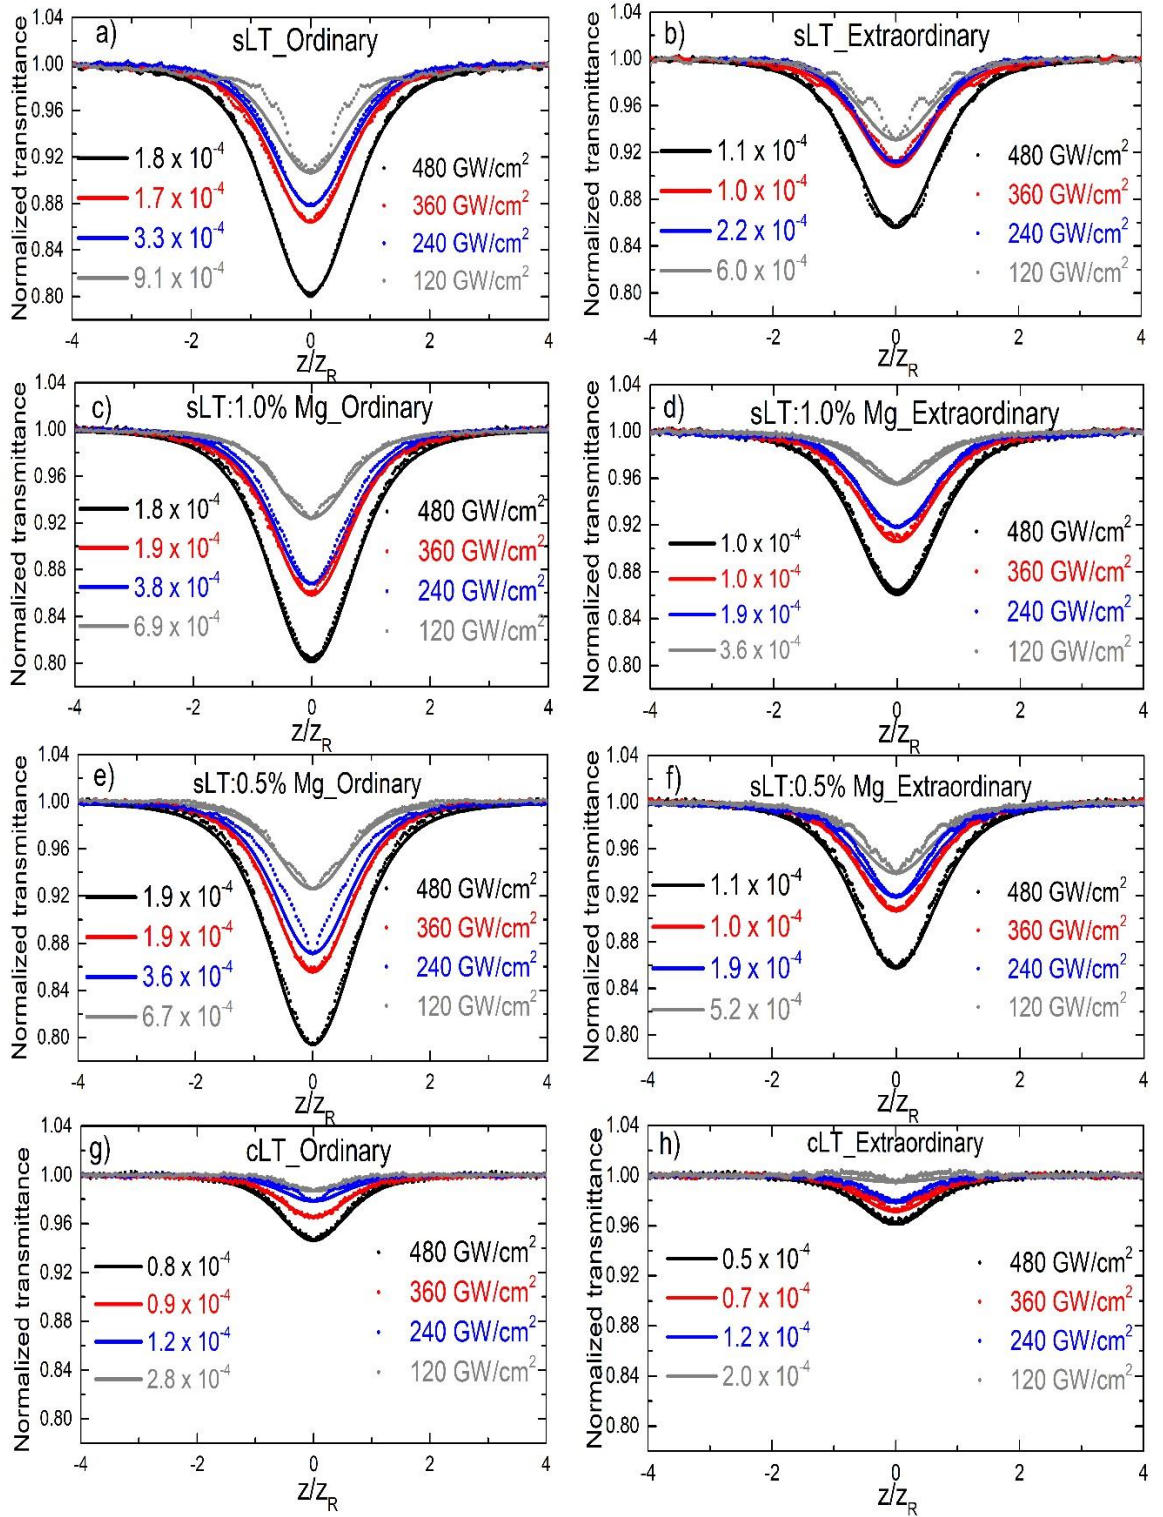 a)
sLT_Ordinary
Normalized transmittance
1.00
0.96
0.92
0.88
0.84
0.80
1.8 x 10⁻⁴
1.7 x 10⁻⁴
3.3 x 10⁻⁴
9.1 x 10⁻⁴
480 GW/cm²
360 GW/cm²
240 GW/cm²
120 GW/cm²
-4 -2 0 2 4
z/z_R
b)
sLT_Extraordinary
Normalized transmittance
1.04
1.00
0.96
0.92
0.88
0.84
0.80
1.1 x 10⁻⁴
1.0 x 10⁻⁴
2.2 x 10⁻⁴
6.0 x 10⁻⁴
480 GW/cm²
360 GW/cm²
240 GW/cm²
120 GW/cm²
-4 -2 0 2 4
z/z_R
c)
sLT:1.0% Mg_Ordinary
Normalized transmittance
1.04
1.00
0.96
0.92
0.88
0.84
0.80
1.8 x 10⁻⁴
1.9 x 10⁻⁴
3.8 x 10⁻⁴
6.9 x 10⁻⁴
480 GW/cm²
360 GW/cm²
240 GW/cm²
120 GW/cm²
-4 -2 0 2 4
z/z_R
d)
sLT:1.0% Mg_Extraordinary
Normalized transmittance
1.04
1.00
0.96
0.92
0.88
0.84
0.80
1.0 x 10⁻⁴
1.0 x 10⁻⁴
1.9 x 10⁻⁴
3.6 x 10⁻⁴
480 GW/cm²
360 GW/cm²
240 GW/cm²
120 GW/cm²
-4 -2 0 2 4
z/z_R
e)
sLT:0.5% Mg_Ordinary
Normalized transmittance
1.04
1.00
0.96
0.92
0.88
0.84
0.80
1.9 x 10⁻⁴
1.9 x 10⁻⁴
3.6 x 10⁻⁴
6.7 x 10⁻⁴
480 GW/cm²
360 GW/cm²
240 GW/cm²
120 GW/cm²
-4 -2 0 2 4
z/z_R
f)
sLT:0.5% Mg_Extraordinary
Normalized transmittance
1.04
1.00
0.96
0.92
0.88
0.84
0.80
1.1 x 10⁻⁴
1.0 x 10⁻⁴
1.9 x 10⁻⁴
5.2 x 10⁻⁴
480 GW/cm²
360 GW/cm²
240 GW/cm²
120 GW/cm²
-4 -2 0 2 4
z/z_R
g)
cLT_Ordinary
Normalized transmittance
1.04
1.00
0.96
0.92
0.88
0.84
0.80
0.8 x 10⁻⁴
0.9 x 10⁻⁴
1.2 x 10⁻⁴
2.8 x 10⁻⁴
480 GW/cm²
360 GW/cm²
240 GW/cm²
120 GW/cm²
-4 -2 0 2 4
z/z_R
h)
cLT_Extraordinary
Normalized transmittance
1.04
1.00
0.96
0.92
0.88
0.84
0.80
0.5 x 10⁻⁴
0.7 x 10⁻⁴
1.2 x 10⁻⁴
2.0 x 10⁻⁴
480 GW/cm²
360 GW/cm²
240 GW/cm²
120 GW/cm²
-4 -2 0 2 4
z/z_R